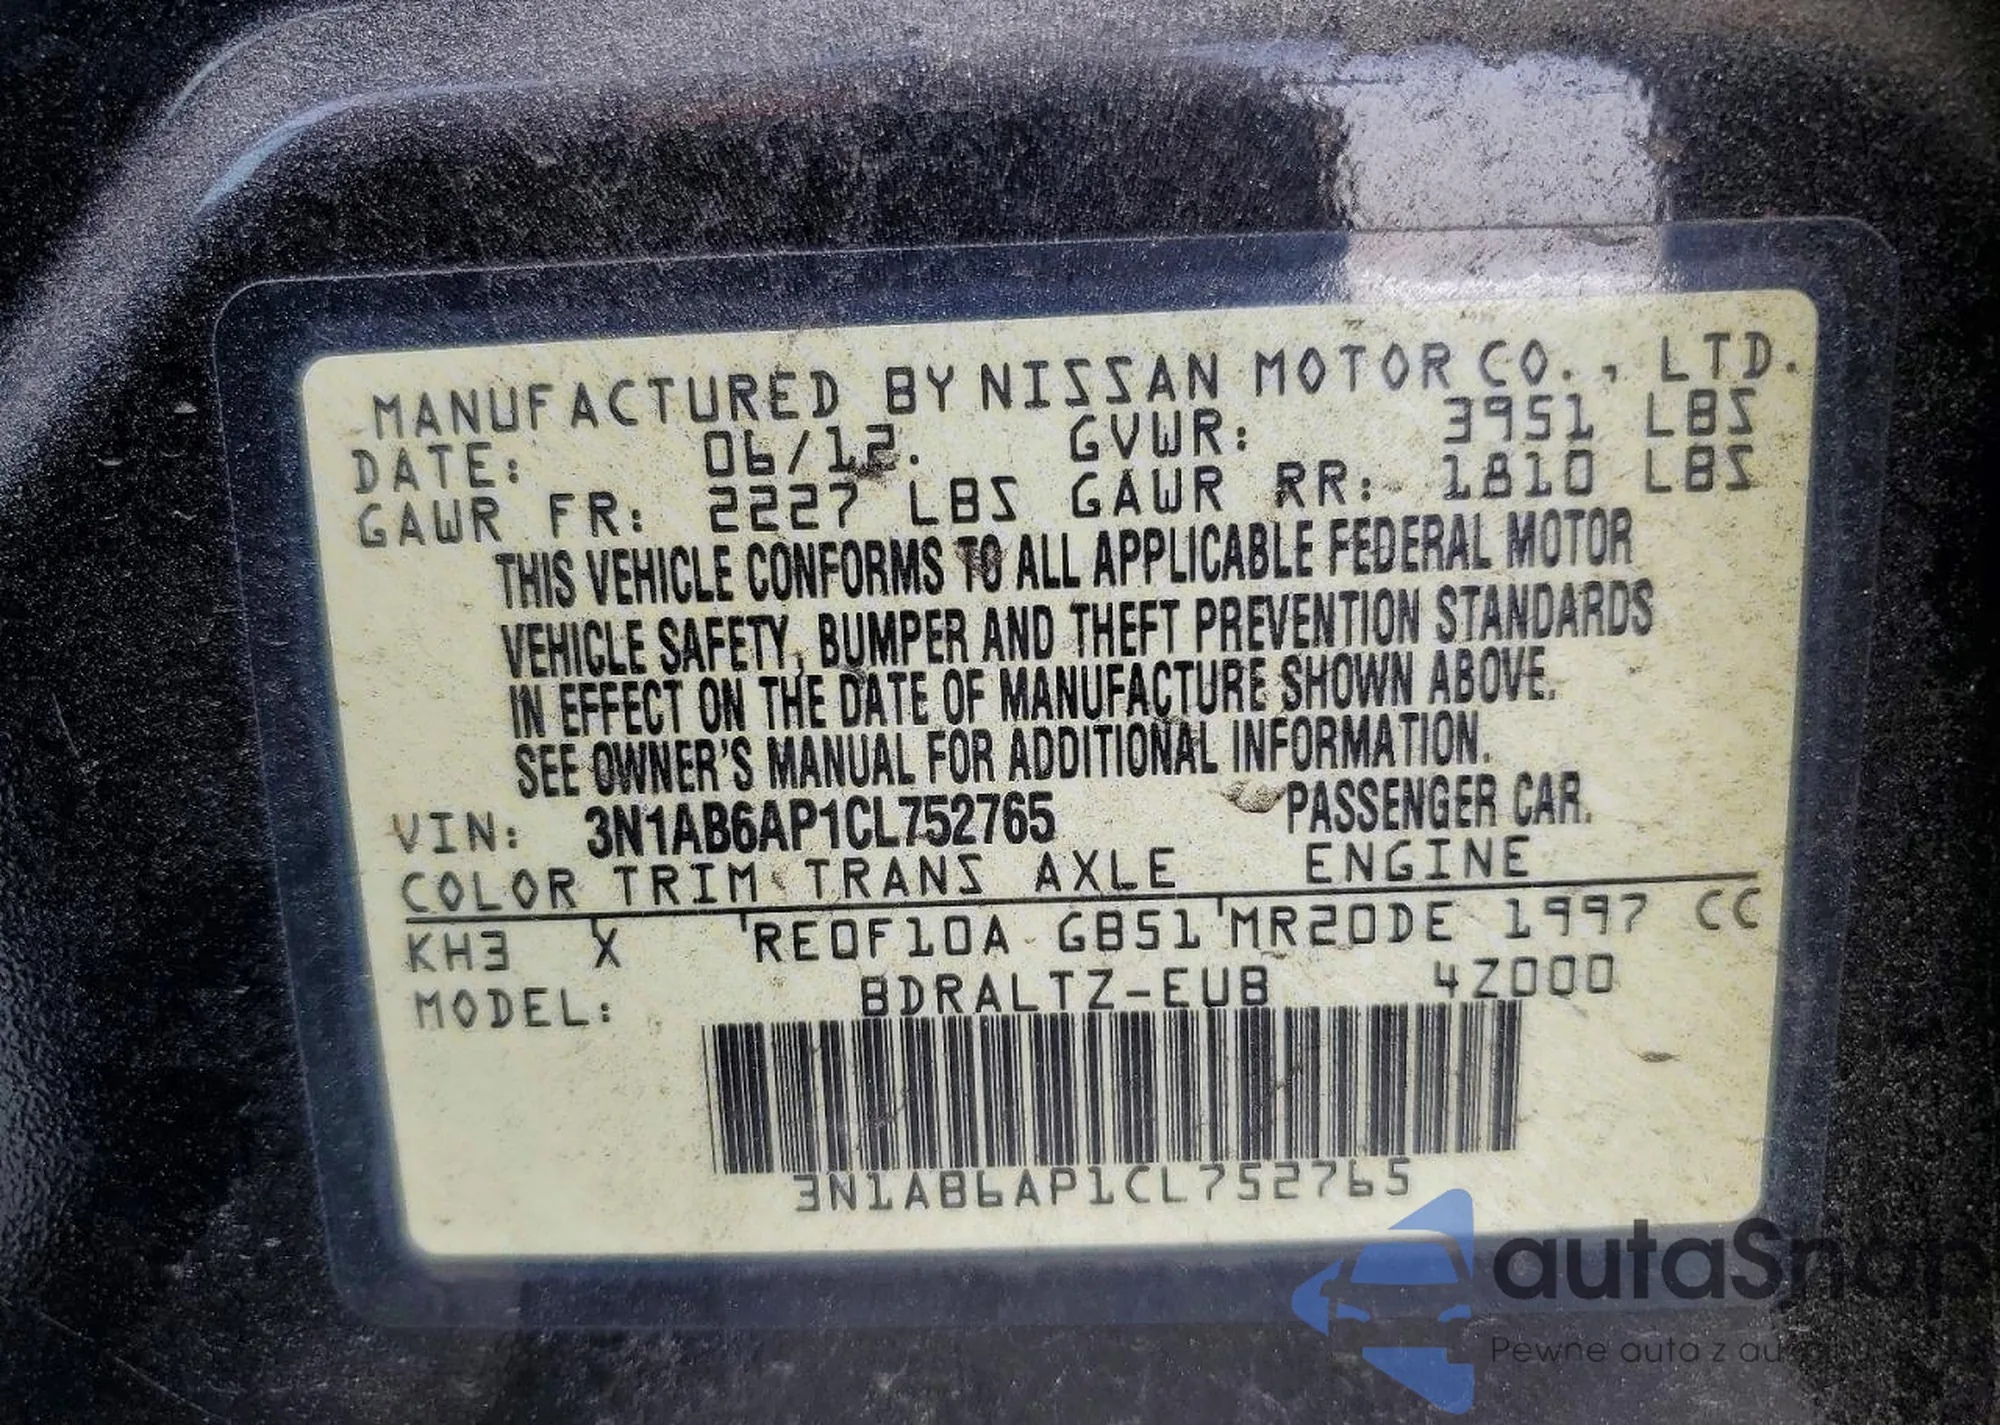 MANUFACTURED BY NISSAN MOTOR CO., LTD.
DATE: 06/12. GVWR: 3951 LBS
GAWR FR: 2227 LBS GAWR RR: 1810 LBS
THIS VEHICLE CONFORMS TO ALL APPLICABLE FEDERAL MOTOR
VEHICLE SAFETY, BUMPER AND THEFT PREVENTION STANDARDS
IN EFFECT ON THE DATE OF MANUFACTURE SHOWN ABOVE.
SEE OWNER'S MANUAL FOR ADDITIONAL INFORMATION.
VIN: 3N1AB6AP1CL752765 PASSENGER CAR.
COLOR TRIM TRANS AXLE ENGINE
KH3 X RE0F10A GB51 MR20DE 1997 CC
MODEL: BDRALTZ-EUB 4Z000
3N1AB6AP1CL752765
autaSnap
Pewne auta z